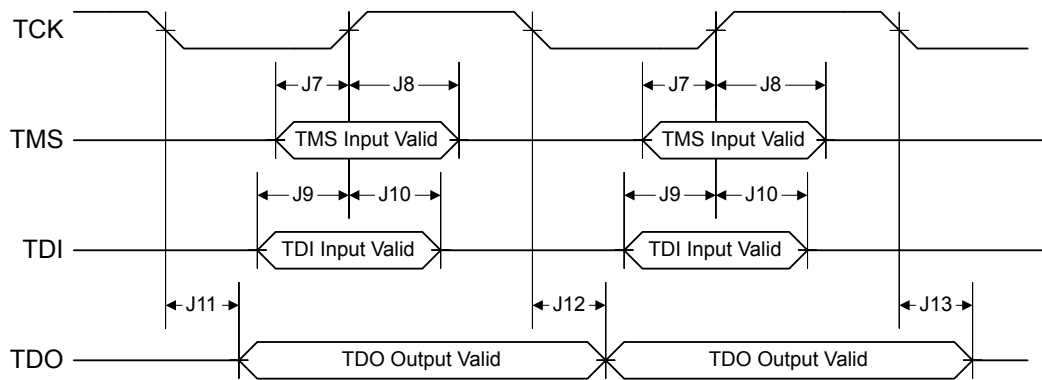 TCK
J7 J8 J7 J8
TMS TMS Input Valid TMS Input Valid
J9 J10 J9 J10
TDI TDI Input Valid TDI Input Valid
J11 J12 J13
TDO TDO Output Valid TDO Output Valid